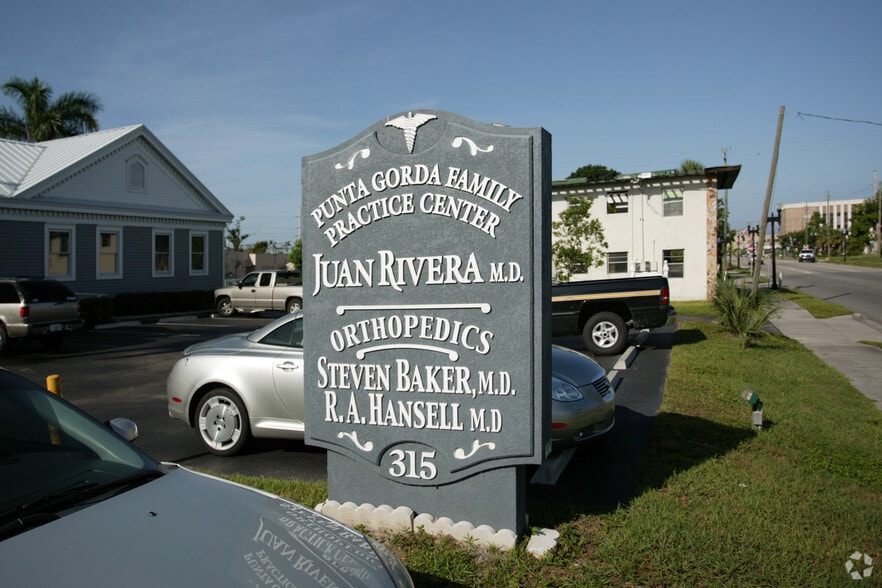 PUNTA GORDA FAMILY
PRACTICE CENTER
JUAN RIVERA M.D.
ORTHOPEDICS
STEVEN BAKER, M.D.
R. A. HANSELL M.D
315